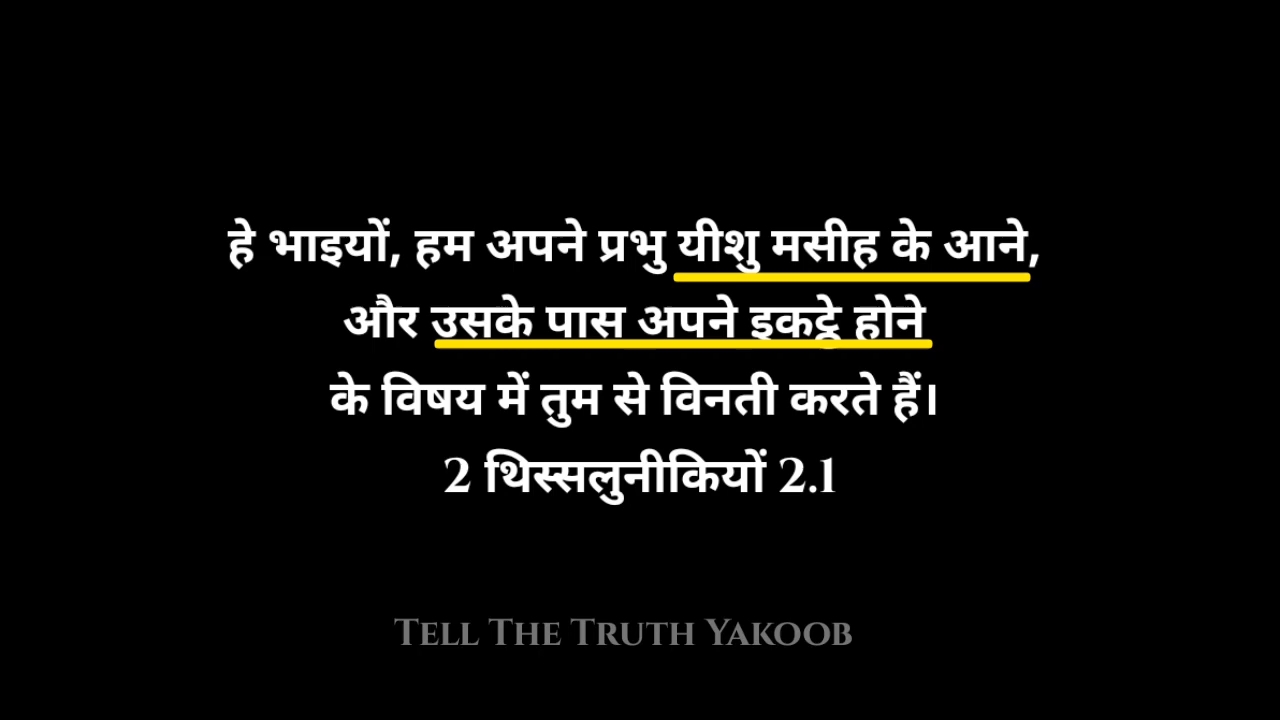 हे भाइयों, हम अपने प्रभु यीशु मसीह के आने,
और उसके पास अपने इकट्ठे होने
के विषय में तुम से विनती करते हैं।
2 थिस्सलुनीकियों 2.1
Tell The Truth Yakoob